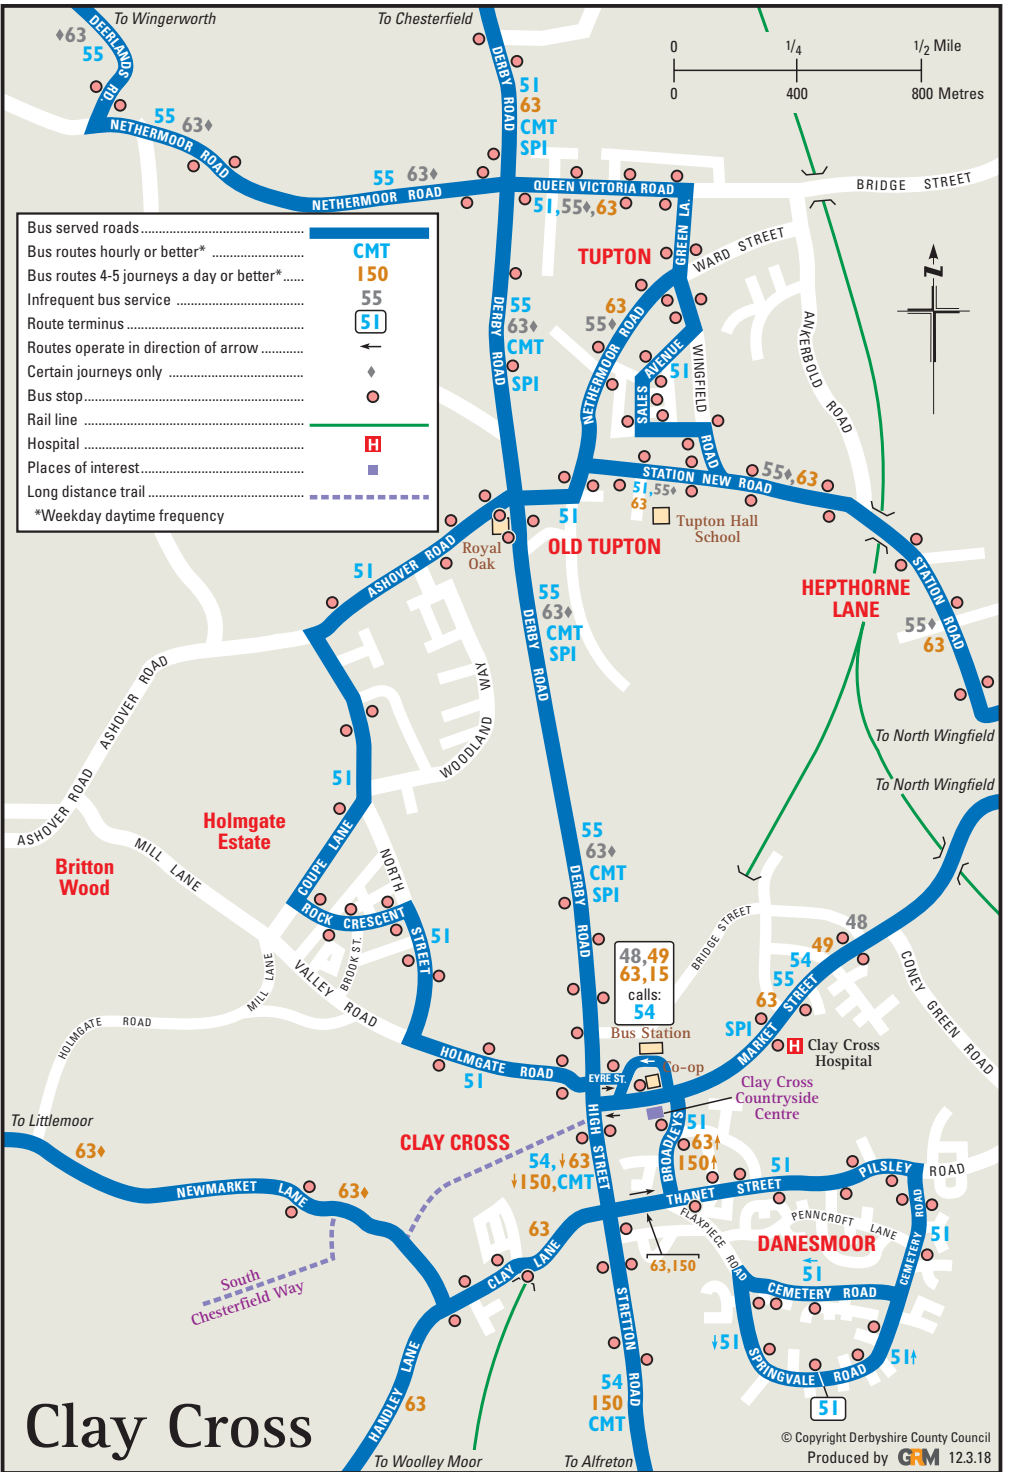 To Wingerworth
To Chesterfield
♦63
55
DEERLANDS RD.
55 63♦
NETHERMOOR ROAD
55 63♦
NETHERMOOR ROAD
DERBY ROAD
51
63
CMT
SPI
0 1/4 1/2 Mile
0 400 800 Metres
BRIDGE STREET
QUEEN VICTORIA ROAD
51,55♦,63
GREEN LA.
WARD STREET
TUPTON
Bus served roads
Bus routes hourly or better* CMT
Bus routes 4-5 journeys a day or better* 150
Infrequent bus service 55
Route terminus 51
Routes operate in direction of arrow ←
Certain journeys only ♦
Bus stop
Rail line
Hospital H
Places of interest
Long distance trail
*Weekday daytime frequency
DERBY ROAD
55
63♦
CMT
SPI
63
55♦
NETHERMOOR ROAD
SALES AVENUE
51
WINGFIELD ROAD
ANKERBOLD ROAD
N
STATION NEW ROAD
55♦,63
51,55♦
63
Tupton Hall
School
51
OLD TUPTON
Royal
Oak
51
ASHOVER ROAD
HEPTHORNE
LANE
STATION ROAD
55♦
63
To North Wingfield
To North Wingfield
55
63♦
CMT
SPI
DERBY ROAD
WOODLAND WAY
ASHOVER ROAD
ASHOVER ROAD
51
Holmgate
Estate
Britton
Wood
MILL LANE
COUPE LANE
NORTH STREET
ROCK CRESCENT
BROOK ST.
51
VALLEY ROAD
MILL LANE
HOLMGATE ROAD
55
63♦
CMT
SPI
DERBY ROAD
48,49
63,15
calls:
54
Bus Station
Co-op
BRIDGE STREET
48
49
54
55
63
SPI
MARKET STREET
CONEY GREEN ROAD
H Clay Cross
Hospital
Clay Cross
Countryside
Centre
HOLMGATE ROAD
51
EYRE ST.
HIGH STREET
BROADLEYS
51
63↑
150↑
54,↓63
↓150,CMT
CLAY CROSS
To Littlemoor
63♦
NEWMARKET LANE
63♦
63
CLAY LANE
South
Chesterfield Way
THANET STREET
51
PILSLEY ROAD
PENNCROFT LANE
FLAXPIECE ROAD
63,150
DANESMOOR
←
51
CEMETERY ROAD
CEMETERY ROAD
51
↓51
51↑
SPRINGVALE ROAD
51
STRETTON ROAD
54
150
CMT
HANDLEY LANE
63
Clay Cross
To Woolley Moor
To Alfreton
© Copyright Derbyshire County Council
Produced by GRM 12.3.18